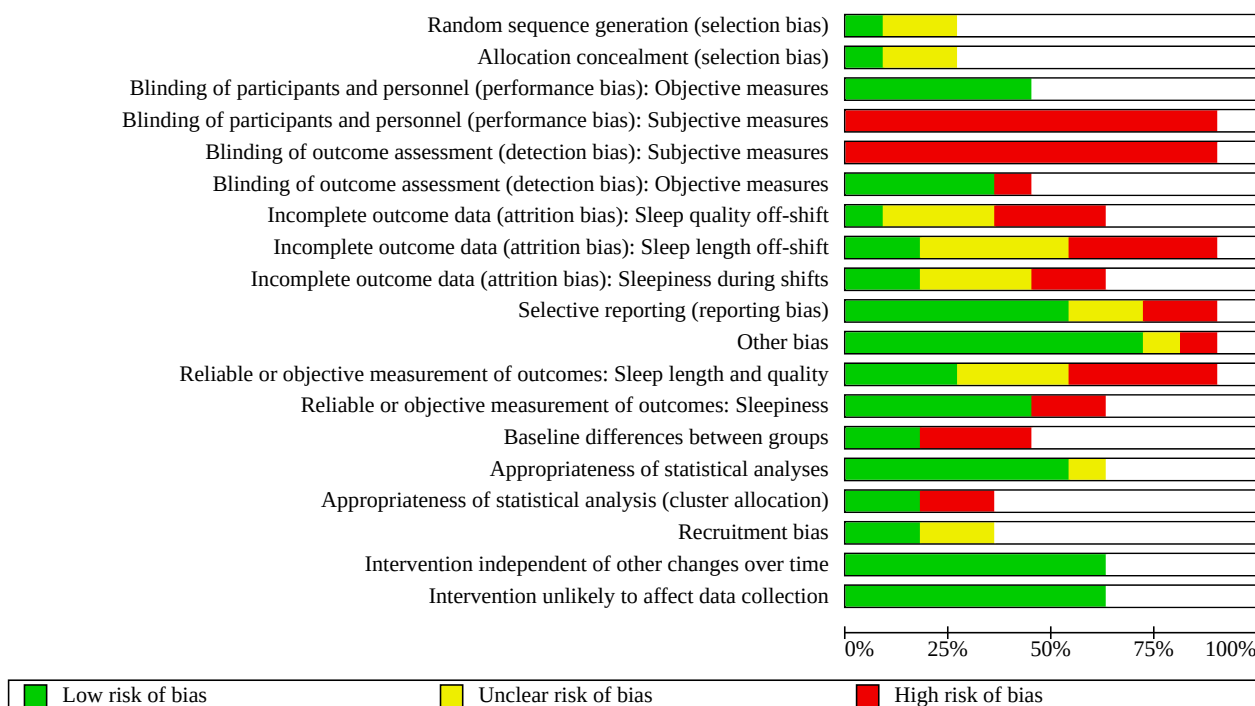 Random sequence generation (selection bias)
Allocation concealment (selection bias)
Blinding of participants and personnel (performance bias): Objective measures
Blinding of participants and personnel (performance bias): Subjective measures
Blinding of outcome assessment (detection bias): Subjective measures
Blinding of outcome assessment (detection bias): Objective measures
Incomplete outcome data (attrition bias): Sleep quality off-shift
Incomplete outcome data (attrition bias): Sleep length off-shift
Incomplete outcome data (attrition bias): Sleepiness during shifts
Selective reporting (reporting bias)
Other bias
Reliable or objective measurement of outcomes: Sleep length and quality
Reliable or objective measurement of outcomes: Sleepiness
Baseline differences between groups
Appropriateness of statistical analyses
Appropriateness of statistical analysis (cluster allocation)
Recruitment bias
Intervention independent of other changes over time
Intervention unlikely to affect data collection
0% 25% 50% 75% 100%
Low risk of bias Unclear risk of bias High risk of bias